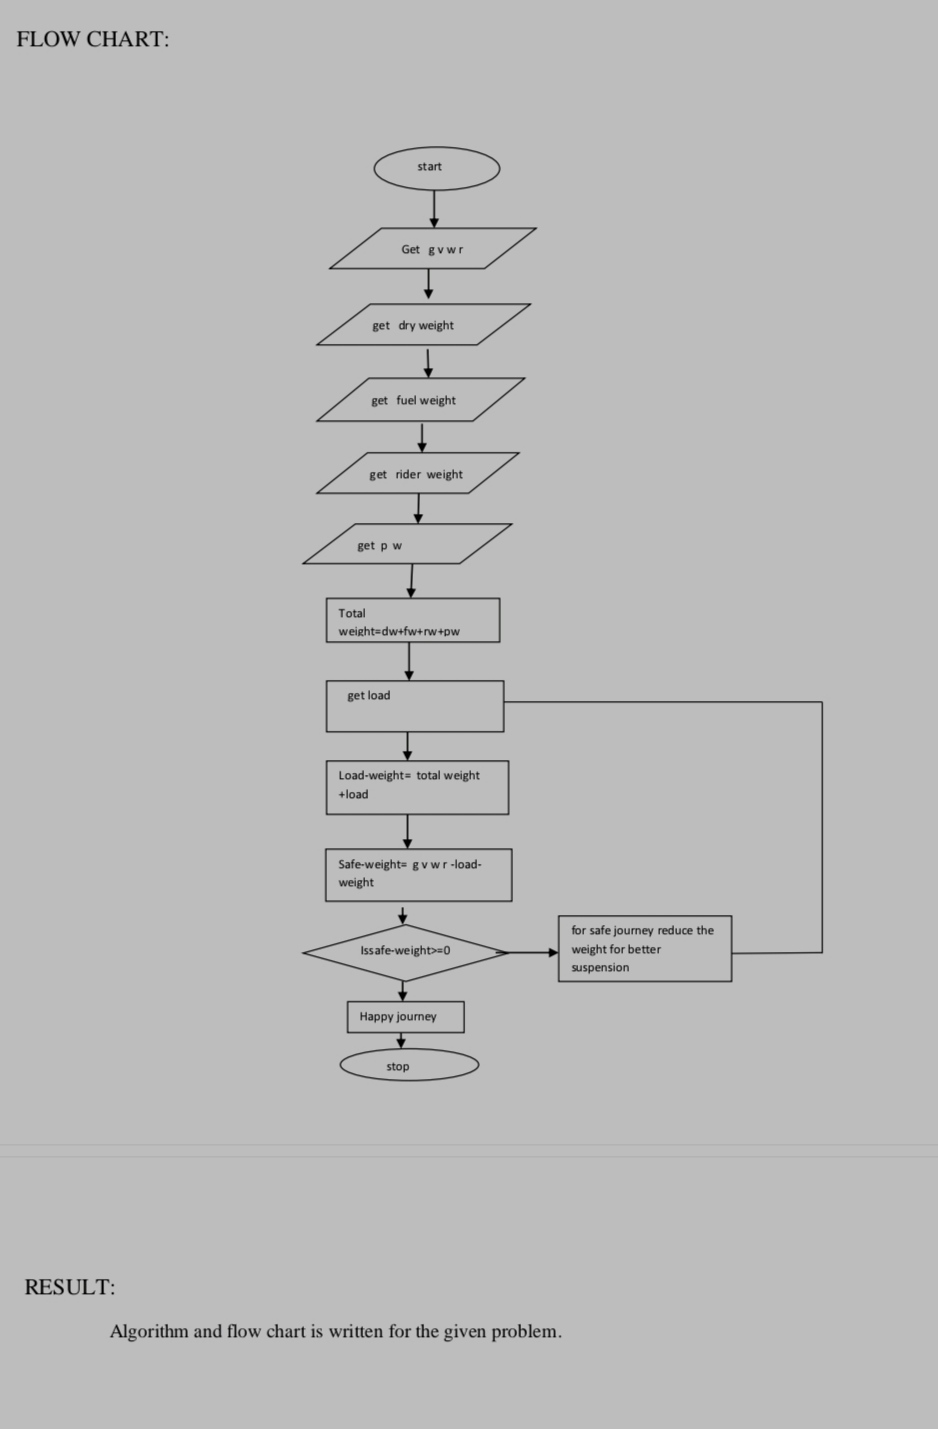 FLOW CHART:
start
Get g v w r
get dry weight
get fuel weight
get rider weight
get p w
Total
weight=dw+fw+rw+pw
get load
Load-weight= total weight
+load
Safe-weight= g v w r -load-
weight
Issafe-weight>=0
for safe journey reduce the
weight for better
suspension
Happy journey
stop
RESULT:
Algorithm and flow chart is written for the given problem.